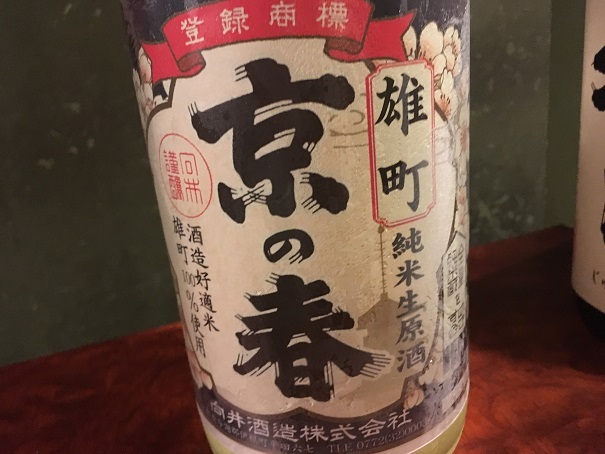 登録商標
京の春
雄町
純米生原酒
向井
謹醸
酒造好適米
雄町100%使用
向井酒造株式会社